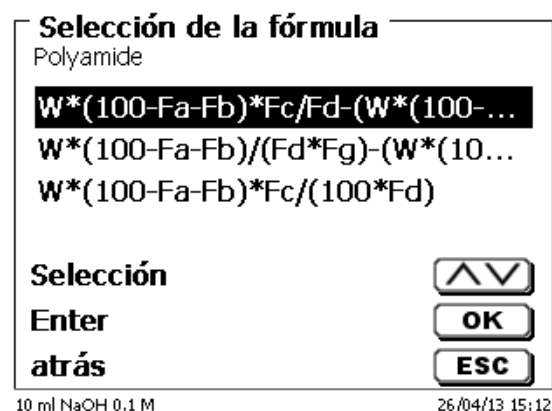 Selección de la fórmula
Polyamide
W*(100-Fa-Fb)*Fc/Fd-(W*(100-...
W*(100-Fa-Fb)/(Fd*Fg)-(W*(10...
W*(100-Fa-Fb)*Fc/(100*Fd)
Selección
Enter OK
atrás ESC
10 ml NaOH 0.1 M 26/04/13 15:12